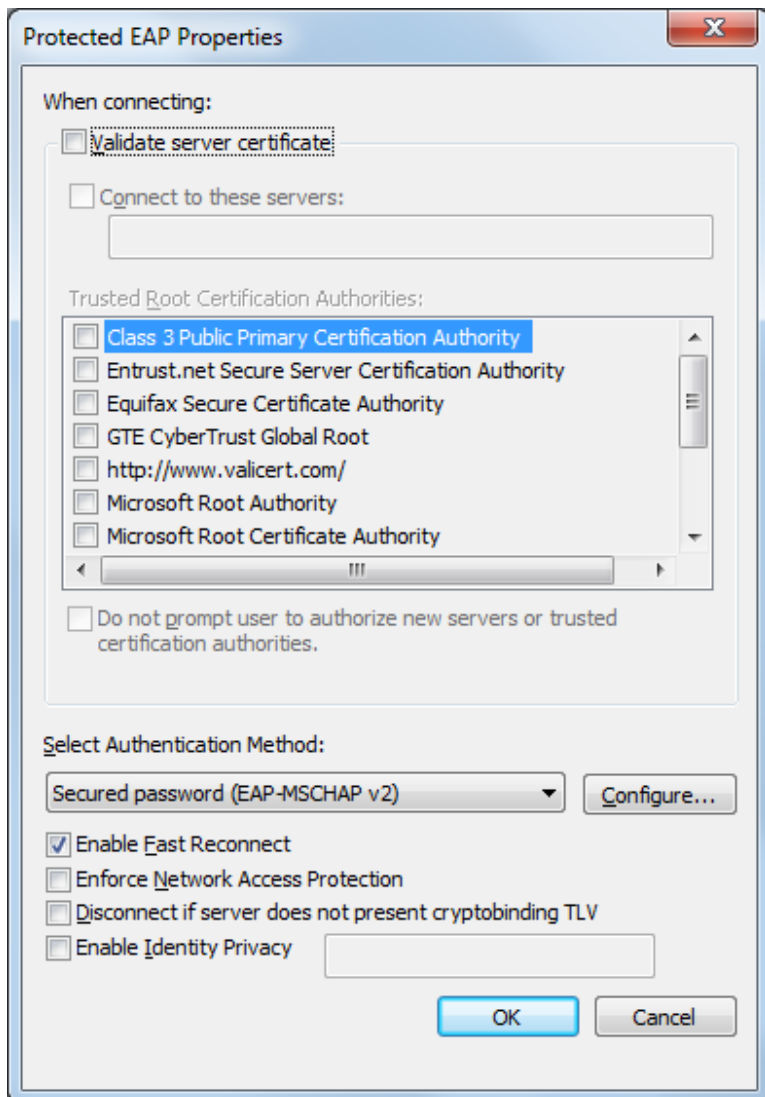 Protected EAP Properties
When connecting:
Validate server certificate
Connect to these servers:
Trusted Root Certification Authorities:
Class 3 Public Primary Certification Authority
Entrust.net Secure Server Certification Authority
Equifax Secure Certificate Authority
GTE CyberTrust Global Root
http://www.valicert.com/
Microsoft Root Authority
Microsoft Root Certificate Authority
Do not prompt user to authorize new servers or trusted
certification authorities.
Select Authentication Method:
Secured password (EAP-MSCHAP v2)
Configure...
Enable Fast Reconnect
Enforce Network Access Protection
Disconnect if server does not present cryptobinding TLV
Enable Identity Privacy
OK
Cancel